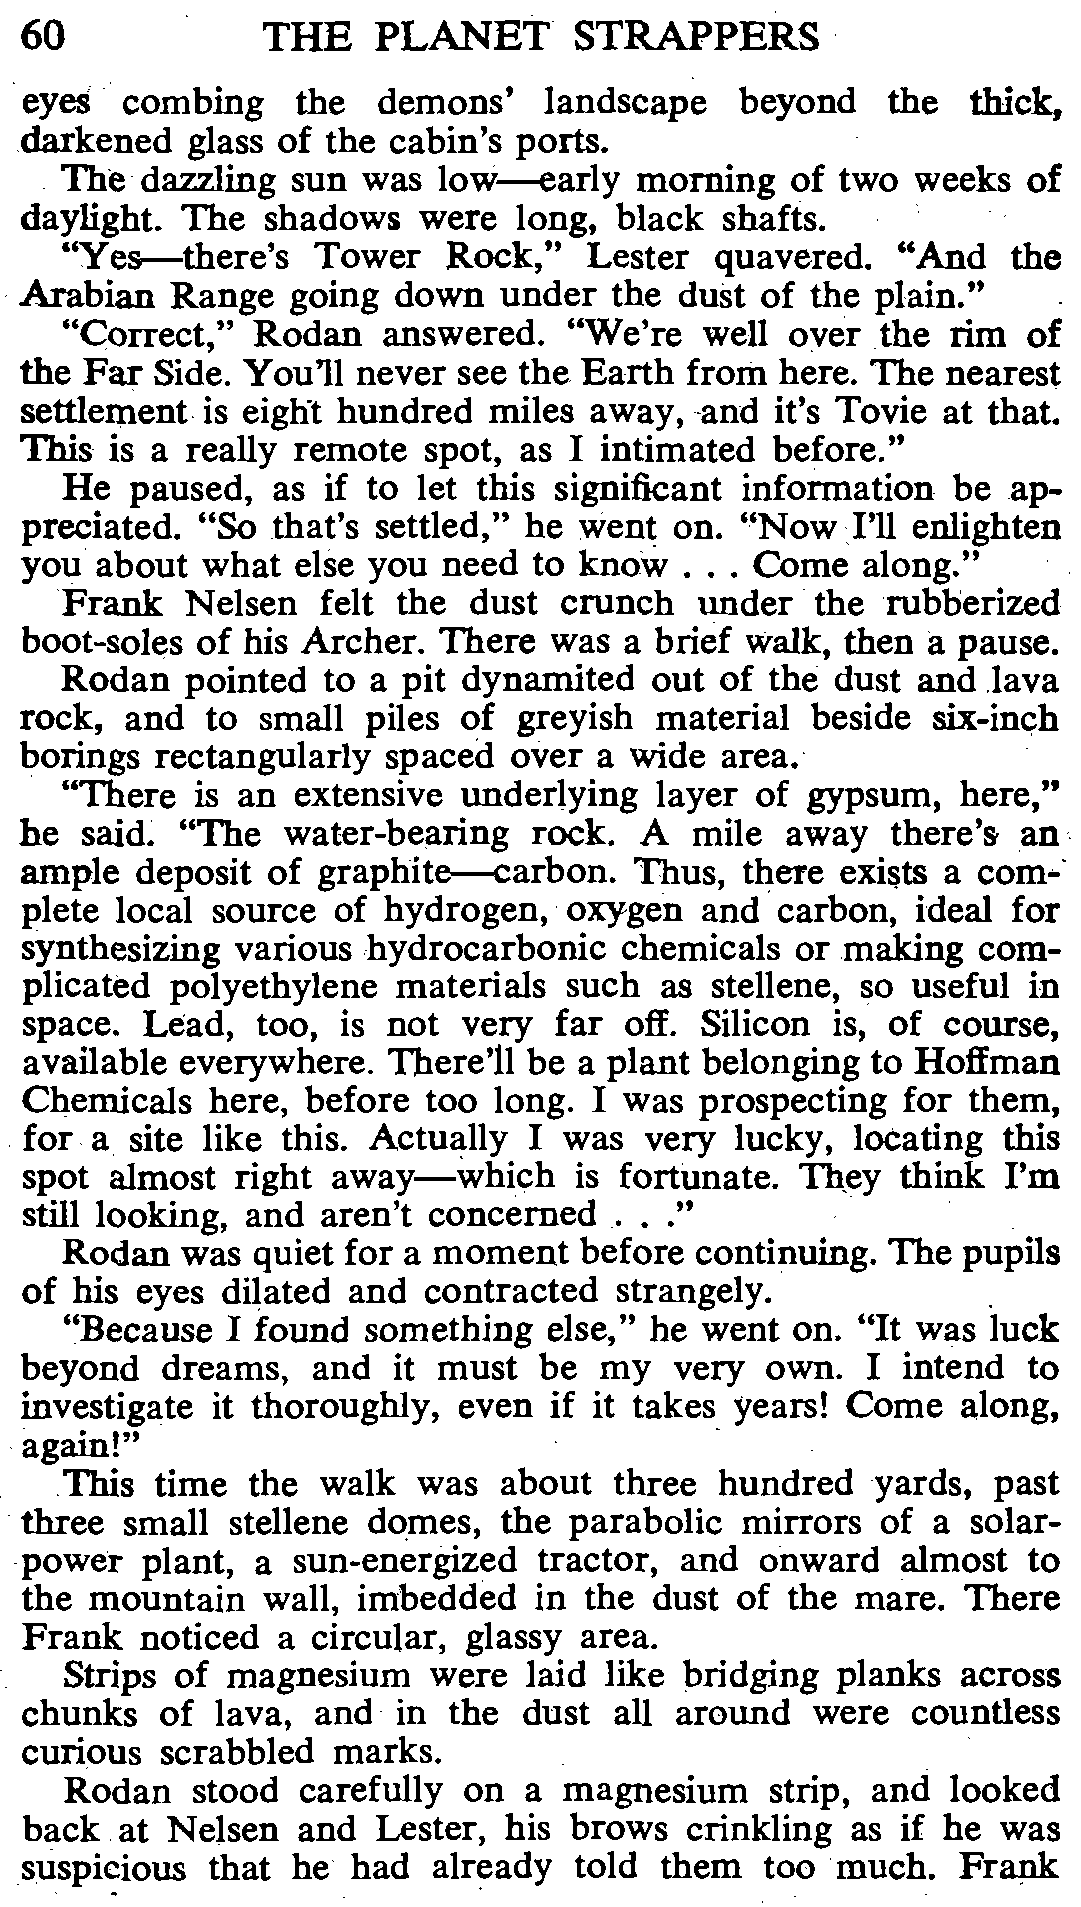 60 THE PLANET STRAPPERS
eyes combing the demons' landscape beyond the thick,
darkened glass of the cabin's ports.
The dazzling sun was low—early morning of two weeks of
daylight. The shadows were long, black shafts.
“Yes—there's Tower Rock,” Lester quavered. “And the
Arabian Range going down under the dust of the plain.”
“Correct,” Rodan answered. “We're well over the rim of
the Far Side. You'll never see the Earth from here. The nearest
settlement is eight hundred miles away, and it's Tovie at that.
This is a really remote spot, as I intimated before.”
He paused, as if to let this significant information be ap-
preciated. “So that's settled,” he went on. “Now I'll enlighten
you about what else you need to know . . . Come along.”
Frank Nelsen felt the dust crunch under the rubberized
boot-soles of his Archer. There was a brief walk, then a pause.
Rodan pointed to a pit dynamited out of the dust and lava
rock, and to small piles of greyish material beside six-inch
borings rectangularly spaced over a wide area.
“There is an extensive underlying layer of gypsum, here,”
he said. “The water-bearing rock. A mile away there's an
ample deposit of graphite—carbon. Thus, there exists a com-
plete local source of hydrogen, oxygen and carbon, ideal for
synthesizing various hydrocarbonic chemicals or making com-
plicated polyethylene materials such as stellene, so useful in
space. Lead, too, is not very far off. Silicon is, of course,
available everywhere. There'll be a plant belonging to Hoffman
Chemicals here, before too long. I was prospecting for them,
for a site like this. Actually I was very lucky, locating this
spot almost right away—which is fortunate. They think I'm
still looking, and aren't concerned . . .”
Rodan was quiet for a moment before continuing. The pupils
of his eyes dilated and contracted strangely.
“Because I found something else,” he went on. “It was luck
beyond dreams, and it must be my very own. I intend to
investigate it thoroughly, even if it takes years! Come along,
again!”
This time the walk was about three hundred yards, past
three small stellene domes, the parabolic mirrors of a solar-
power plant, a sun-energized tractor, and onward almost to
the mountain wall, imbedded in the dust of the mare. There
Frank noticed a circular, glassy area.
Strips of magnesium were laid like bridging planks across
chunks of lava, and in the dust all around were countless
curious scrabbled marks.
Rodan stood carefully on a magnesium strip, and looked
back at Nelsen and Lester, his brows crinkling as if he was
suspicious that he had already told them too much. Frank